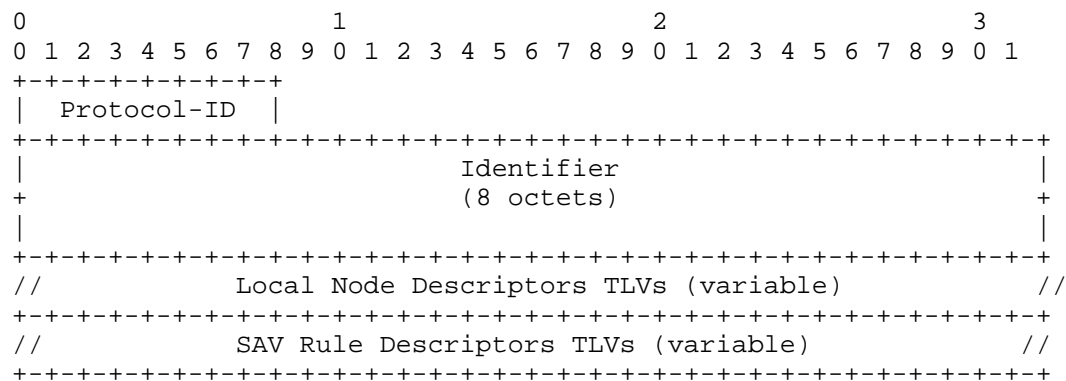 0                   1                   2                   3
0 1 2 3 4 5 6 7 8 9 0 1 2 3 4 5 6 7 8 9 0 1 2 3 4 5 6 7 8 9 0 1
+-+-+-+-+-+-+-+-+
|  Protocol-ID  |
+-+-+-+-+-+-+-+-+-+-+-+-+-+-+-+-+-+-+-+-+-+-+-+-+-+-+-+-+-+-+-+-+
|                           Identifier                          |
+                           (8 octets)                          +
|                                                               |
+-+-+-+-+-+-+-+-+-+-+-+-+-+-+-+-+-+-+-+-+-+-+-+-+-+-+-+-+-+-+-+-+
//            Local Node Descriptors TLVs (variable)            //
+-+-+-+-+-+-+-+-+-+-+-+-+-+-+-+-+-+-+-+-+-+-+-+-+-+-+-+-+-+-+-+-+
//            SAV Rule Descriptors TLVs (variable)             //
+-+-+-+-+-+-+-+-+-+-+-+-+-+-+-+-+-+-+-+-+-+-+-+-+-+-+-+-+-+-+-+-+